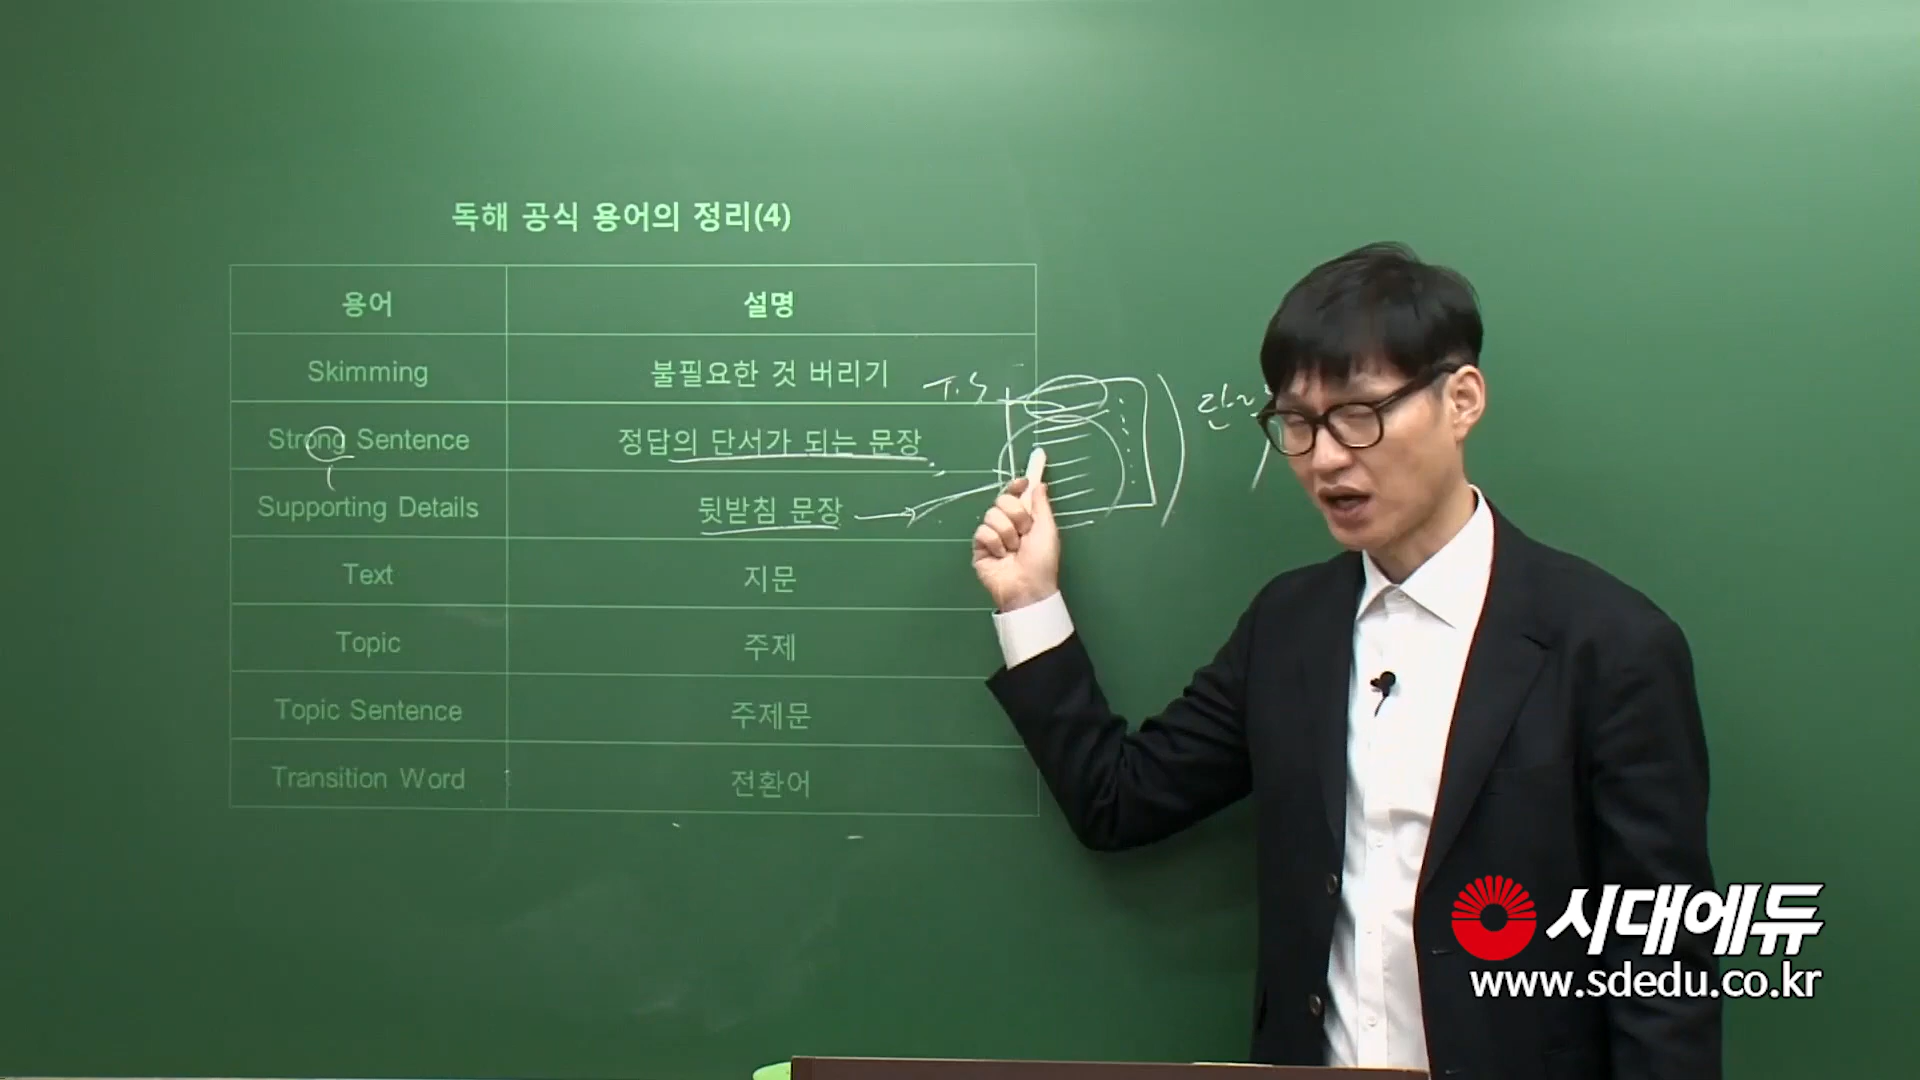 독해 공식 용어의 정리(4)
용어 설명
Skimming 불필요한 것 버리기
Strong Sentence 정답의 단서가 되는 문장
Supporting Details 뒷받침 문장
Text 지문
Topic 주제
Topic Sentence 주제문
Transition Word 전환어
T.S
시대에듀
www.sdedu.co.kr